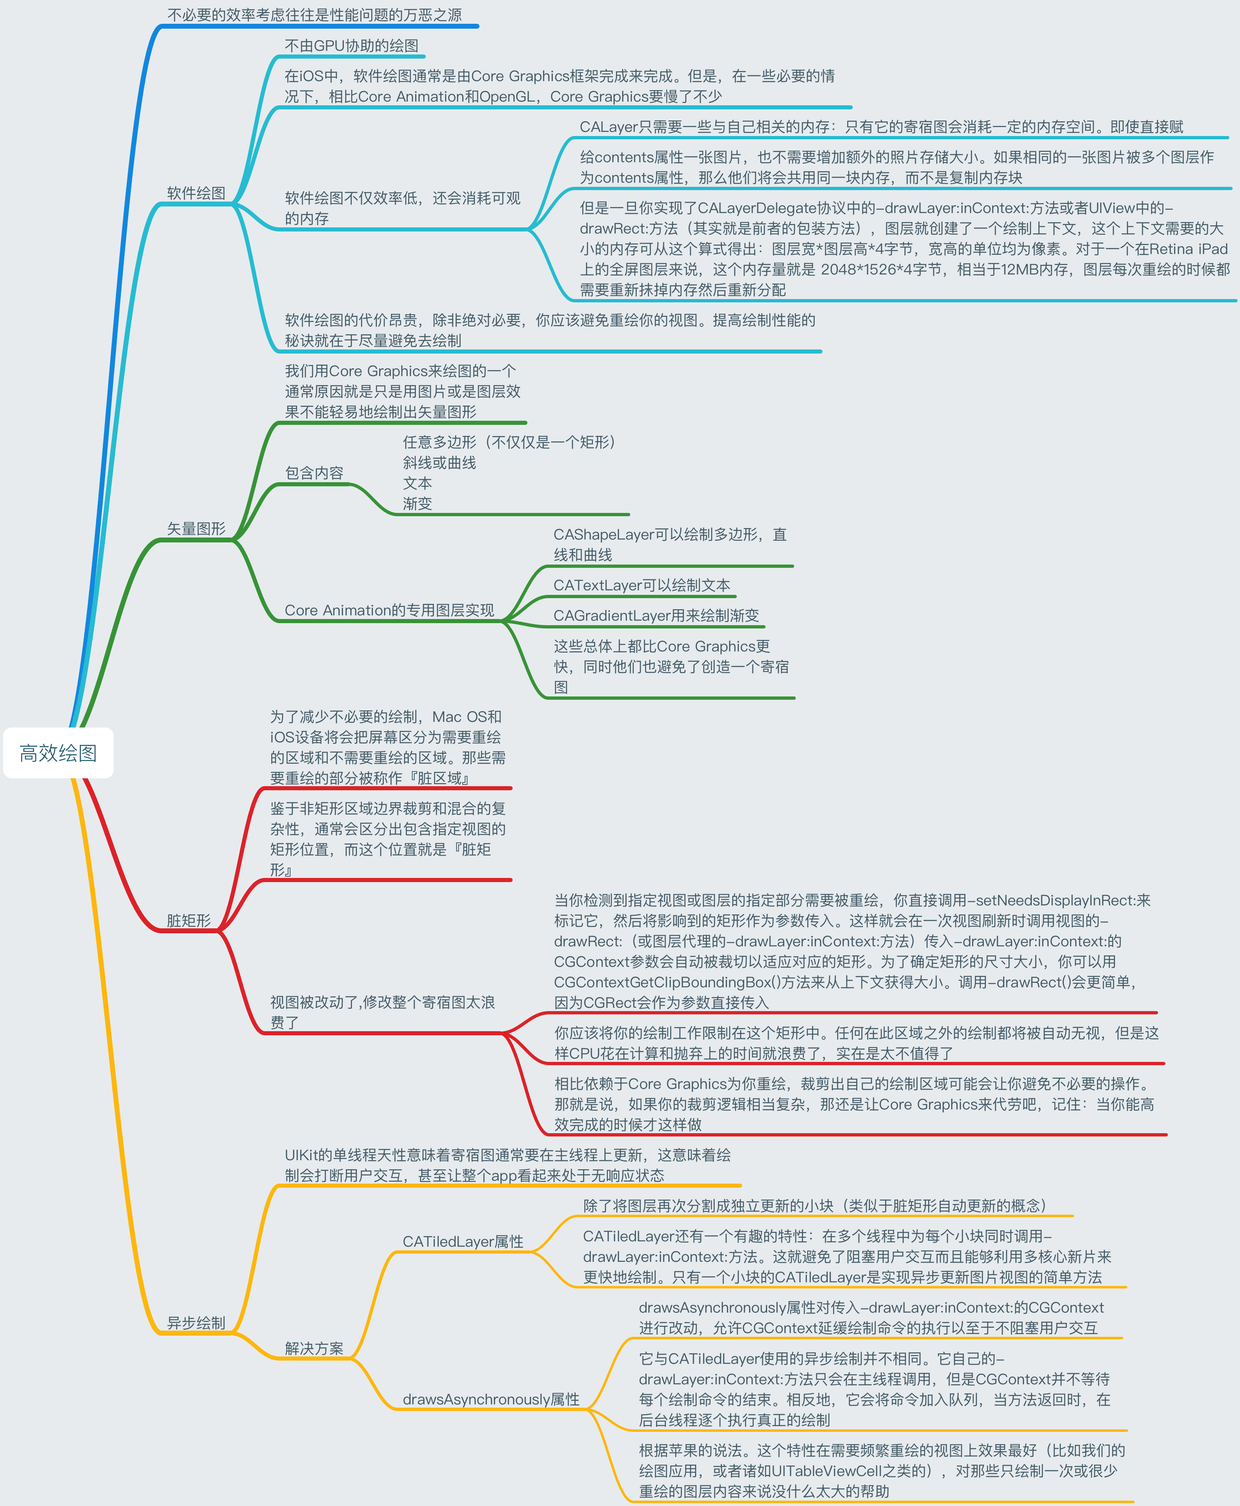 不必要的效率考虑往往是性能问题的万恶之源
不由GPU协助的绘图
在iOS中，软件绘图通常是由Core Graphics框架完成来完成。但是，在一些必要的情
况下，相比Core Animation和OpenGL，Core Graphics要慢了不少
CALayer只需要一些与自己相关的内存：只有它的寄宿图会消耗一定的内存空间。即使直接赋
给contents属性一张图片，也不需要增加额外的照片存储大小。如果相同的一张图片被多个图层作
为contents属性，那么他们将会共用同一块内存，而不是复制内存块
软件绘图
软件绘图不仅效率低，还会消耗可观
的内存
但是一旦你实现了CALayerDelegate协议中的-drawLayer:inContext:方法或者UIView中的-
drawRect:方法（其实就是前者的包装方法），图层就创建了一个绘制上下文，这个上下文需要的大
小的内存可从这个算式得出：图层宽*图层高*4字节，宽高的单位均为像素。对于一个在Retina iPad
上的全屏图层来说，这个内存量就是 2048*1526*4字节，相当于12MB内存，图层每次重绘的时候都
需要重新抹掉内存然后重新分配
软件绘图的代价昂贵，除非绝对必要，你应该避免重绘你的视图。提高绘制性能的
秘诀就在于尽量避免去绘制
我们用Core Graphics来绘图的一个
通常原因就是只是用图片或是图层效
果不能轻易地绘制出矢量图形
包含内容
任意多边形（不仅仅是一个矩形）
斜线或曲线
文本
渐变
矢量图形
Core Animation的专用图层实现
CAShapeLayer可以绘制多边形，直
线和曲线
CATextLayer可以绘制文本
CAGradientLayer用来绘制渐变
这些总体上都比Core Graphics更
快，同时他们也避免了创造一个寄宿
图
高效绘图
为了减少不必要的绘制，Mac OS和
iOS设备将会把屏幕区分为需要重绘
的区域和不需要重绘的区域。那些需
要重绘的部分被称作『脏区域』
鉴于非矩形区域边界裁剪和混合的复
杂性，通常会区分出包含指定视图的
矩形位置，而这个位置就是『脏矩
形』
脏矩形
视图被改动了,修改整个寄宿图太浪
费了
当你检测到指定视图或图层的指定部分需要被重绘，你直接调用-setNeedsDisplayInRect:来
标记它，然后将影响到的矩形作为参数传入。这样就会在一次视图刷新时调用视图的-
drawRect:（或图层代理的-drawLayer:inContext:方法）传入-drawLayer:inContext:的
CGContext参数会自动被裁切以适应对应的矩形。为了确定矩形的尺寸大小，你可以用
CGContextGetClipBoundingBox()方法来从上下文获得大小。调用-drawRect()会更简单，
因为CGRect会作为参数直接传入
你应该将你的绘制工作限制在这个矩形中。任何在此区域之外的绘制都将被自动无视，但是这
样CPU花在计算和抛弃上的时间就浪费了，实在是太不值得了
相比依赖于Core Graphics为你重绘，裁剪出自己的绘制区域可能会让你避免不必要的操作。
那就是说，如果你的裁剪逻辑相当复杂，那还是让Core Graphics来代劳吧，记住：当你能高
效完成的时候才这样做
UIKit的单线程天性意味着寄宿图通常要在主线程上更新，这意味着绘
制会打断用户交互，甚至让整个app看起来处于无响应状态
异步绘制
解决方案
CATiledLayer属性
除了将图层再次分割成独立更新的小块（类似于脏矩形自动更新的概念）
CATiledLayer还有一个有趣的特性：在多个线程中为每个小块同时调用-
drawLayer:inContext:方法。这就避免了阻塞用户交互而且能够利用多核心新片来
更快地绘制。只有一个小块的CATiledLayer是实现异步更新图片视图的简单方法
drawsAsynchronously属性
drawsAsynchronously属性对传入-drawLayer:inContext:的CGContext
进行改动，允许CGContext延缓绘制命令的执行以至于不阻塞用户交互
它与CATiledLayer使用的异步绘制并不相同。它自己的-
drawLayer:inContext:方法只会在主线程调用，但是CGContext并不等待
每个绘制命令的结束。相反地，它会将命令加入队列，当方法返回时，在
后台线程逐个执行真正的绘制
根据苹果的说法。这个特性在需要频繁重绘的视图上效果最好（比如我们的
绘图应用，或者诸如UITableViewCell之类的），对那些只绘制一次或很少
重绘的图层内容来说没什么太大的帮助